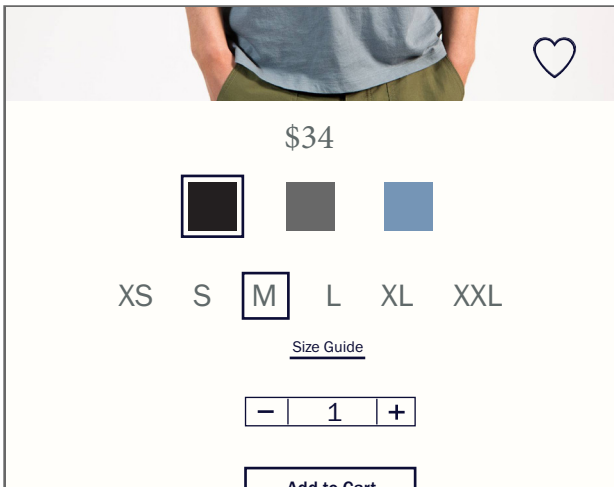 $34
XS S M L XL XXL
Size Guide
− 1 +
Add to Cart